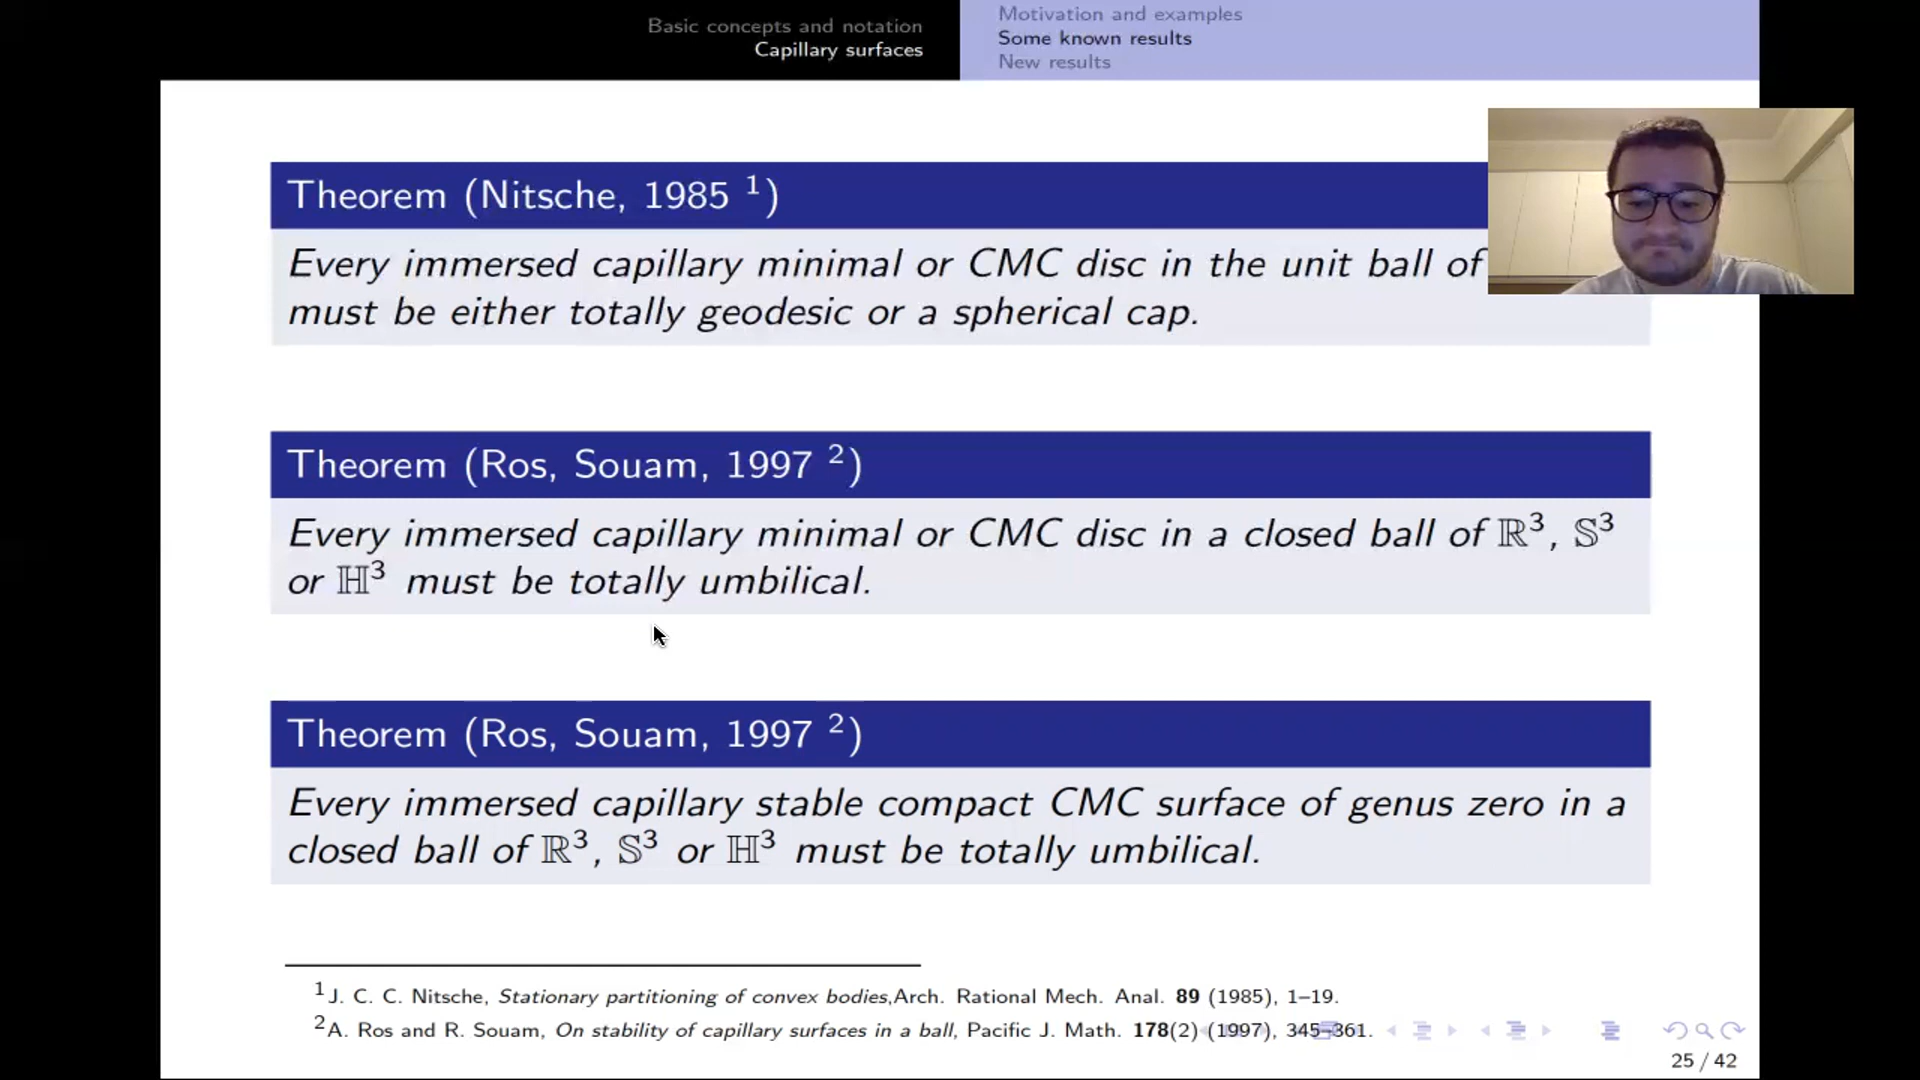 Basic concepts and notation
Capillary surfaces
Motivation and examples
Some known results
New results
Theorem (Nitsche, 1985 ¹)
Every immersed capillary minimal or CMC disc in the unit ball of
must be either totally geodesic or a spherical cap.
Theorem (Ros, Souam, 1997 ²)
Every immersed capillary minimal or CMC disc in a closed ball of ℝ³, 𝕊³
or ℍ³ must be totally umbilical.
Theorem (Ros, Souam, 1997 ²)
Every immersed capillary stable compact CMC surface of genus zero in a
closed ball of ℝ³, 𝕊³ or ℍ³ must be totally umbilical.
¹J. C. C. Nitsche, Stationary partitioning of convex bodies,Arch. Rational Mech. Anal. 89 (1985), 1–19.
²A. Ros and R. Souam, On stability of capillary surfaces in a ball, Pacific J. Math. 178(2) (1997), 345–361.
25 / 42